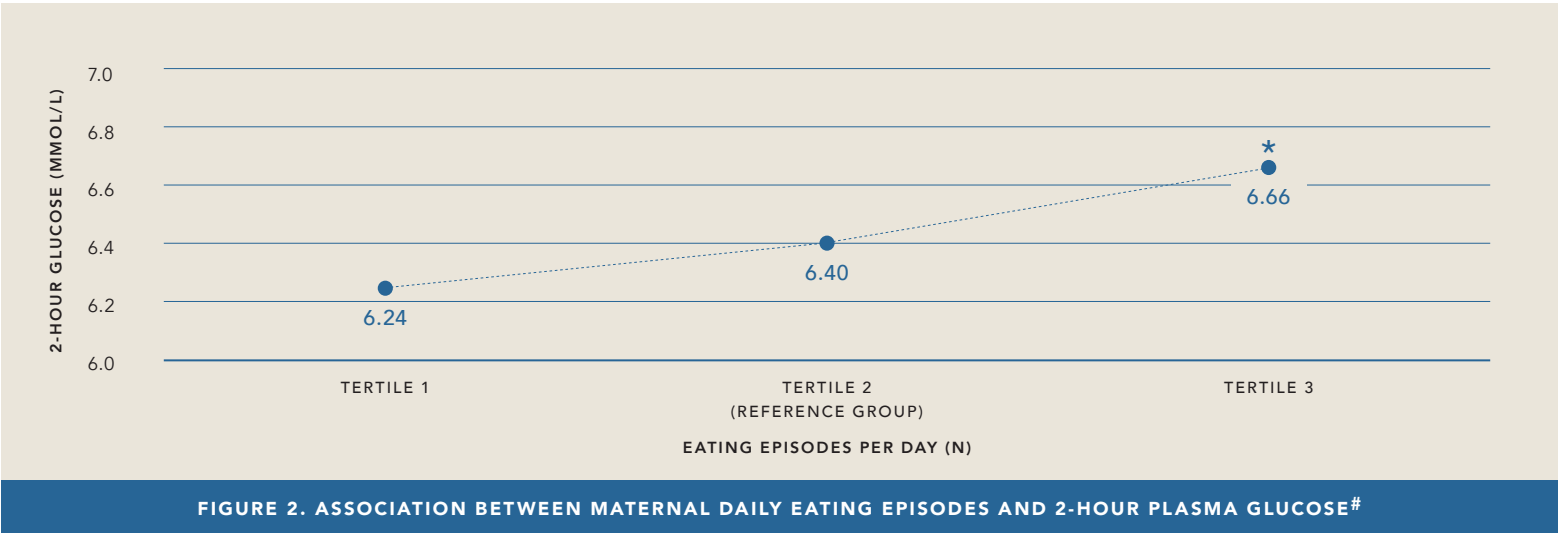 2-HOUR GLUCOSE (MMOL/L)
7.0
6.8
6.6
6.4
6.2
6.0
*
6.66
6.40
6.24
TERTILE 1
TERTILE 2
(REFERENCE GROUP)
TERTILE 3
EATING EPISODES PER DAY (N)
FIGURE 2. ASSOCIATION BETWEEN MATERNAL DAILY EATING EPISODES AND 2-HOUR PLASMA GLUCOSE#